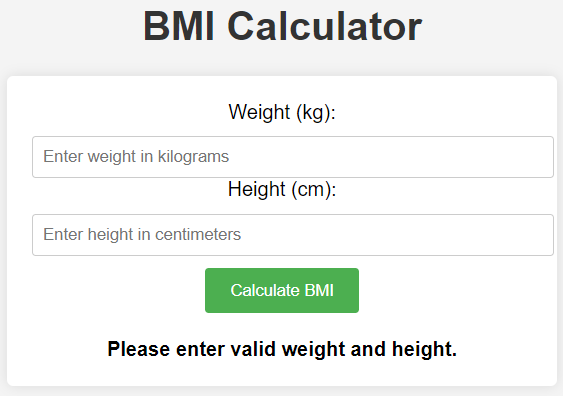 BMI Calculator
Weight (kg):
Enter weight in kilograms
Height (cm):
Enter height in centimeters
Calculate BMI
Please enter valid weight and height.